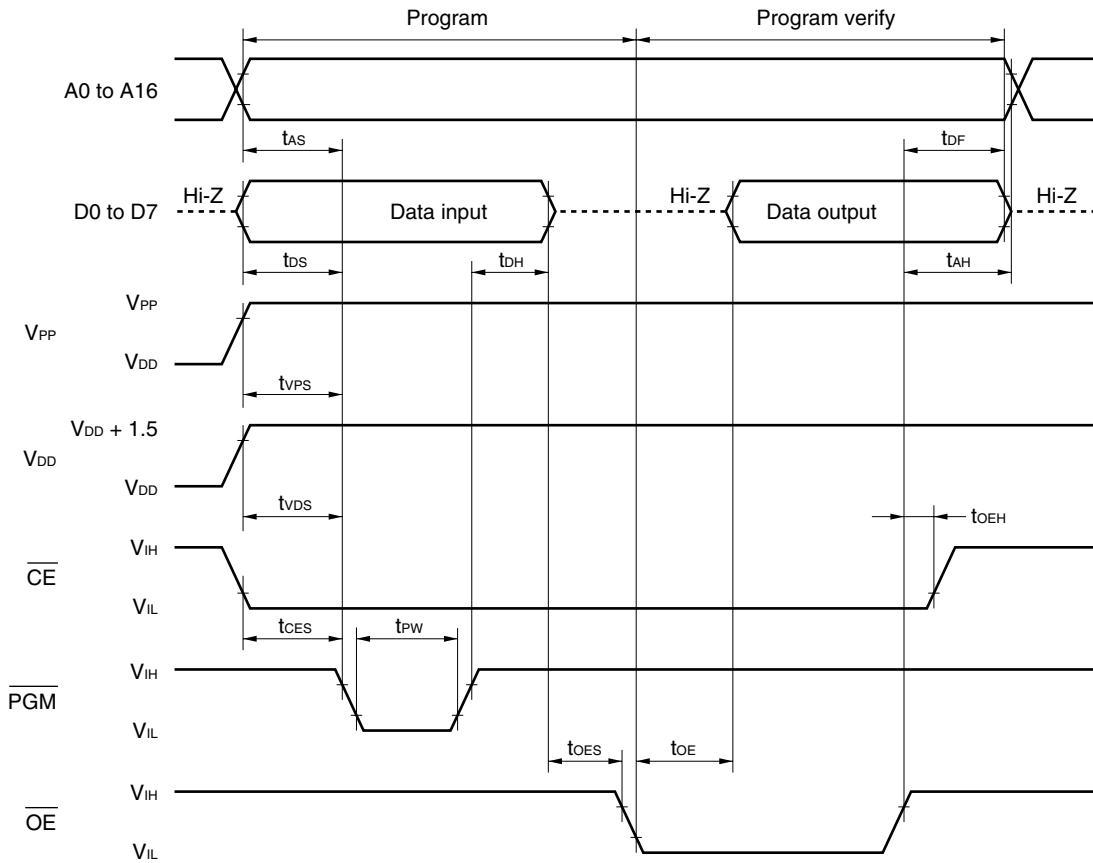 Program Program verify
A0 to A16
tAS tDF
Hi-Z Hi-Z Hi-Z
D0 to D7 Data input Data output
tDS tDH tAH
VPP
VPP
VDD
tVPS
VDD + 1.5
VDD
VDD
tVDS tOEH
VIH
CE
VIL
tCES tPW
VIH
PGM
VIL
tOES tOE
VIH
OE
VIL